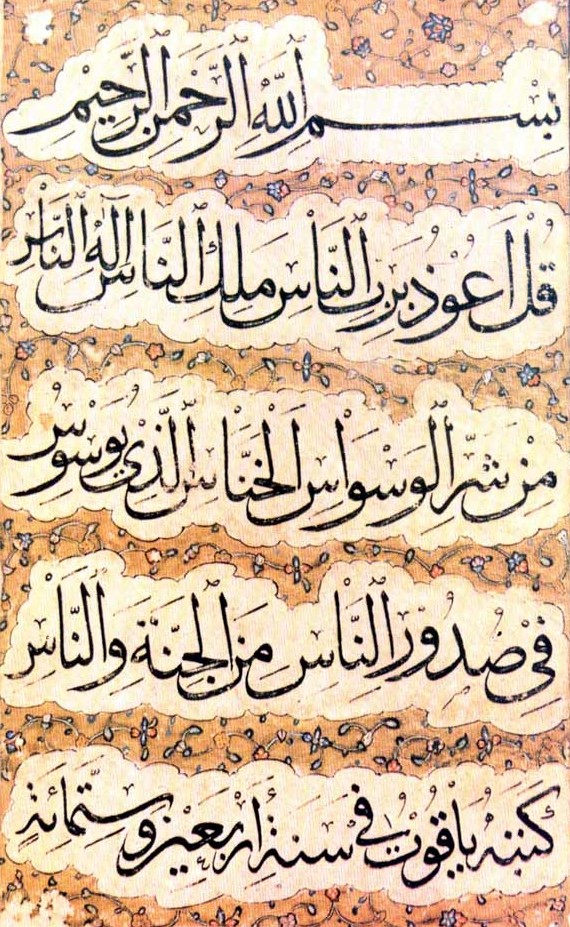 بسم الله الرحمن الرحيم
قل اعوذ برب الناس ملك الناس اله الناس
من شر الوسواس الخناس الذي يوسوس
في صدور الناس من الجنة والناس
كتبه ياقوت في سنة اربعين وستمائة